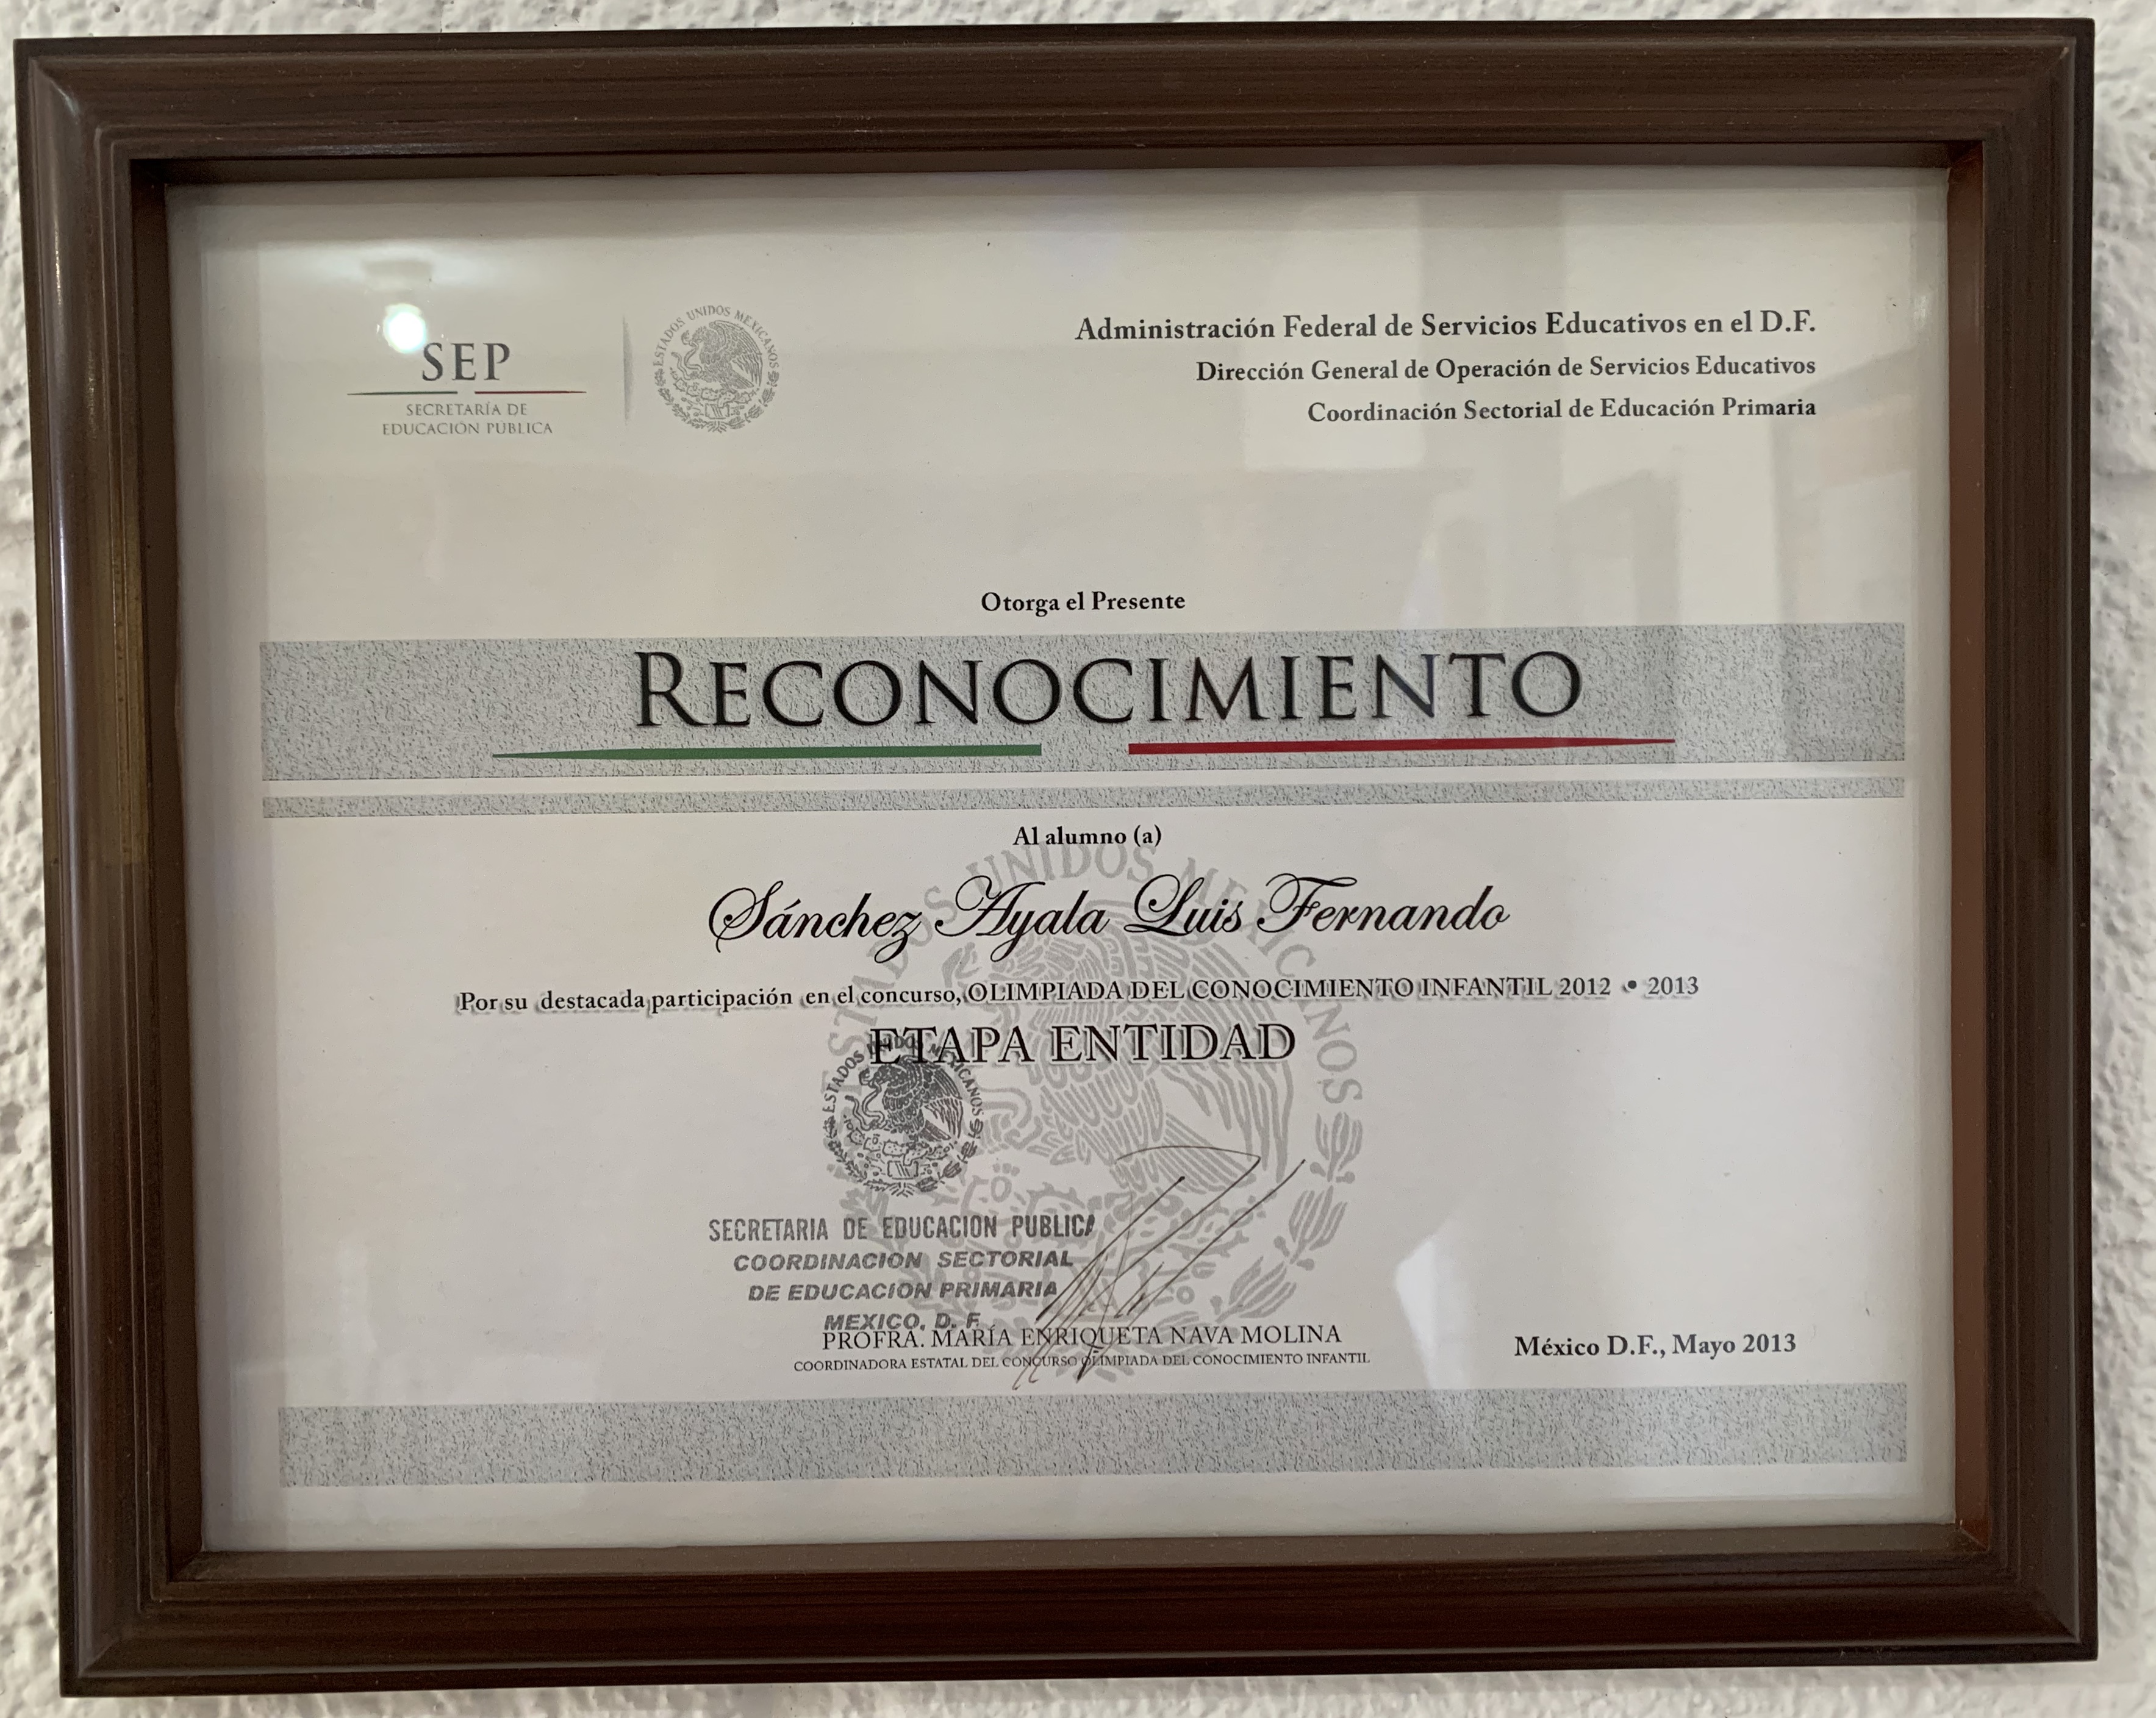 SEP
SECRETARÍA DE
EDUCACIÓN PÚBLICA
ESTADOS UNIDOS MEXICANOS
Administración Federal de Servicios Educativos en el D.F.
Dirección General de Operación de Servicios Educativos
Coordinación Sectorial de Educación Primaria
Otorga el Presente
RECONOCIMIENTO
Al alumno (a)
ESTADOS UNIDOS MEXICANOS
Sánchez Ayala Luis Fernando
Por su destacada participación en el concurso, OLIMPIADA DEL CONOCIMIENTO INFANTIL 2012 • 2013
ETAPA ENTIDAD
ESTADOS UNIDOS MEXICANOS
SECRETARIA DE EDUCACION PUBLICA
COORDINACION SECTORIAL
DE EDUCACION PRIMARIA
MEXICO, D. F.
PROFRA. MARÍA ENRIQUETA NAVA MOLINA
COORDINADORA ESTATAL DEL CONCURSO OLIMPIADA DEL CONOCIMIENTO INFANTIL
México D.F., Mayo 2013